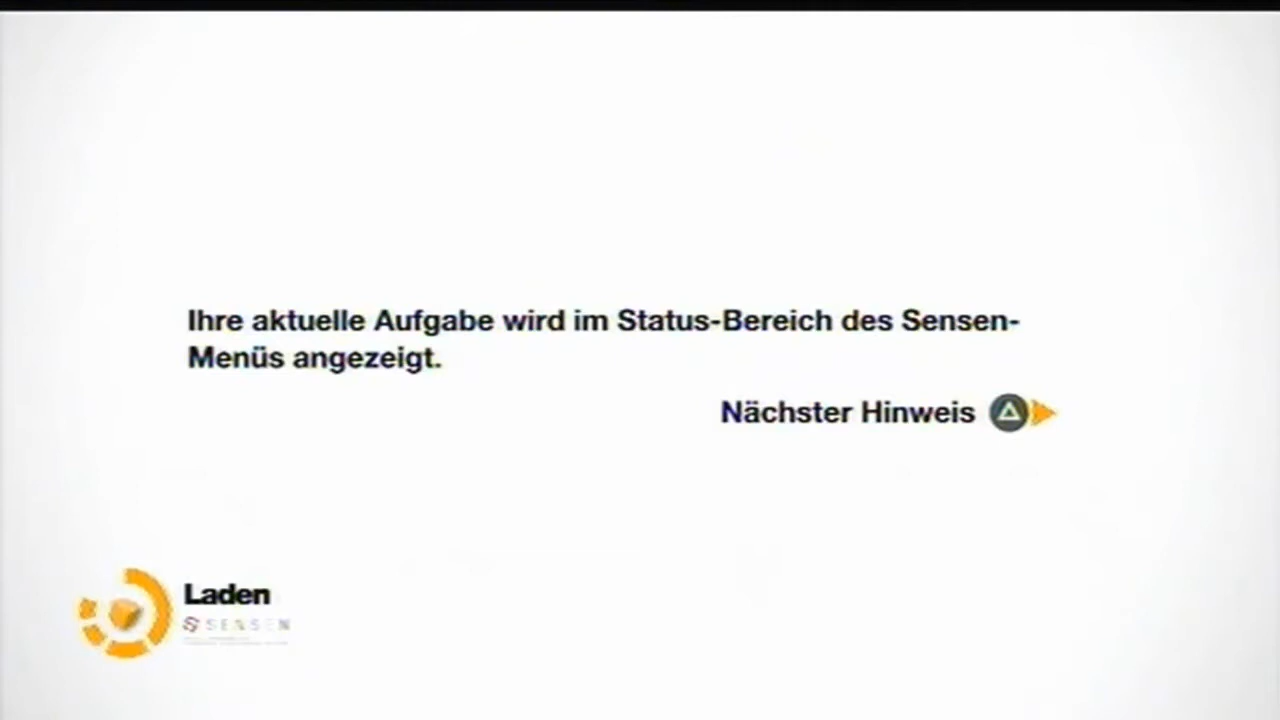 Ihre aktuelle Aufgabe wird im Status-Bereich des Sensen-
Menüs angezeigt.
Nächster Hinweis
Laden
SENSEN